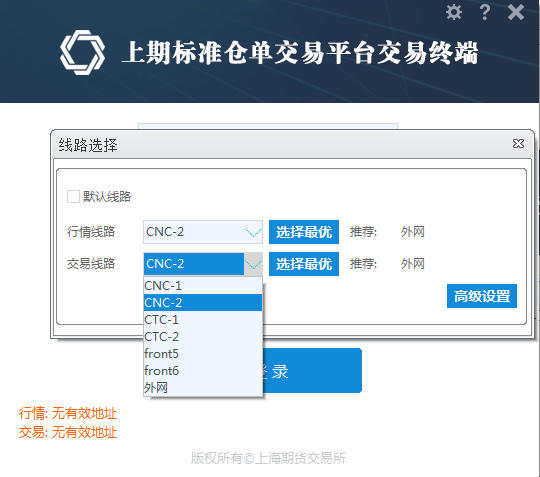 上期标准仓单交易平台交易终端
线路选择
默认线路
行情线路 CNC-2 选择最优 推荐: 外网
交易线路 CNC-2 选择最优 推荐: 外网
CNC-1
CNC-2
高级设置
CTC-1
CTC-2
front5
front6
外网
登录
行情: 无有效地址
交易: 无有效地址
版权所有©上海期货交易所